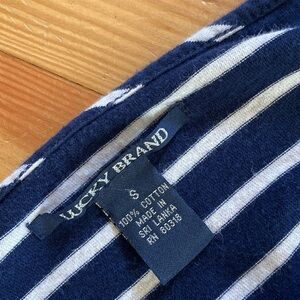 LUCKY BRAND
S
100% COTTON
MADE IN
SRI LANKA
RN 80318